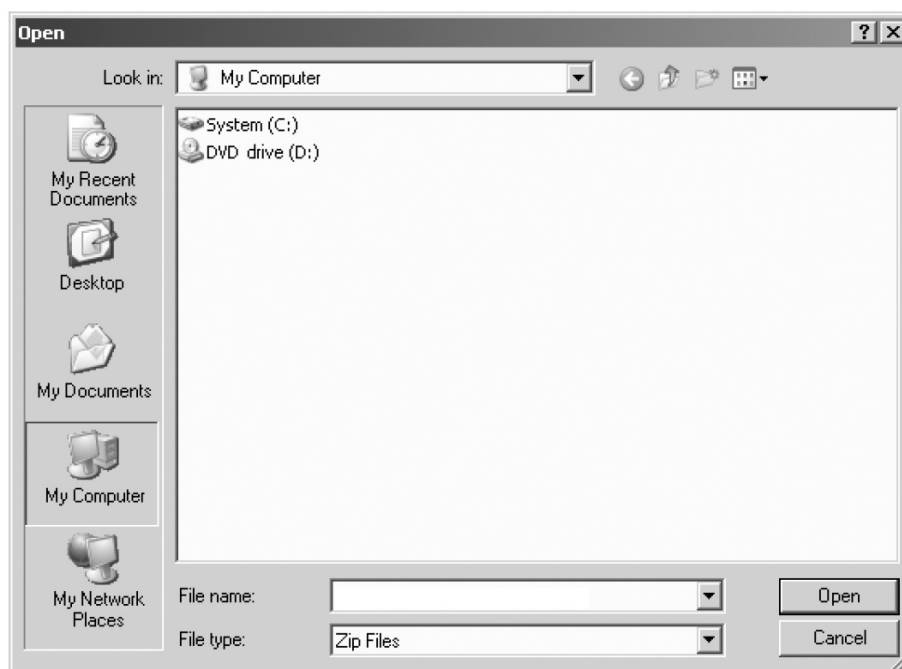 Open
Look in:
My Computer
System (C:)
DVD drive (D:)
My Recent
Documents
Desktop
My Documents
My Computer
My Network
Places
File name:
Open
File type:
Zip Files
Cancel